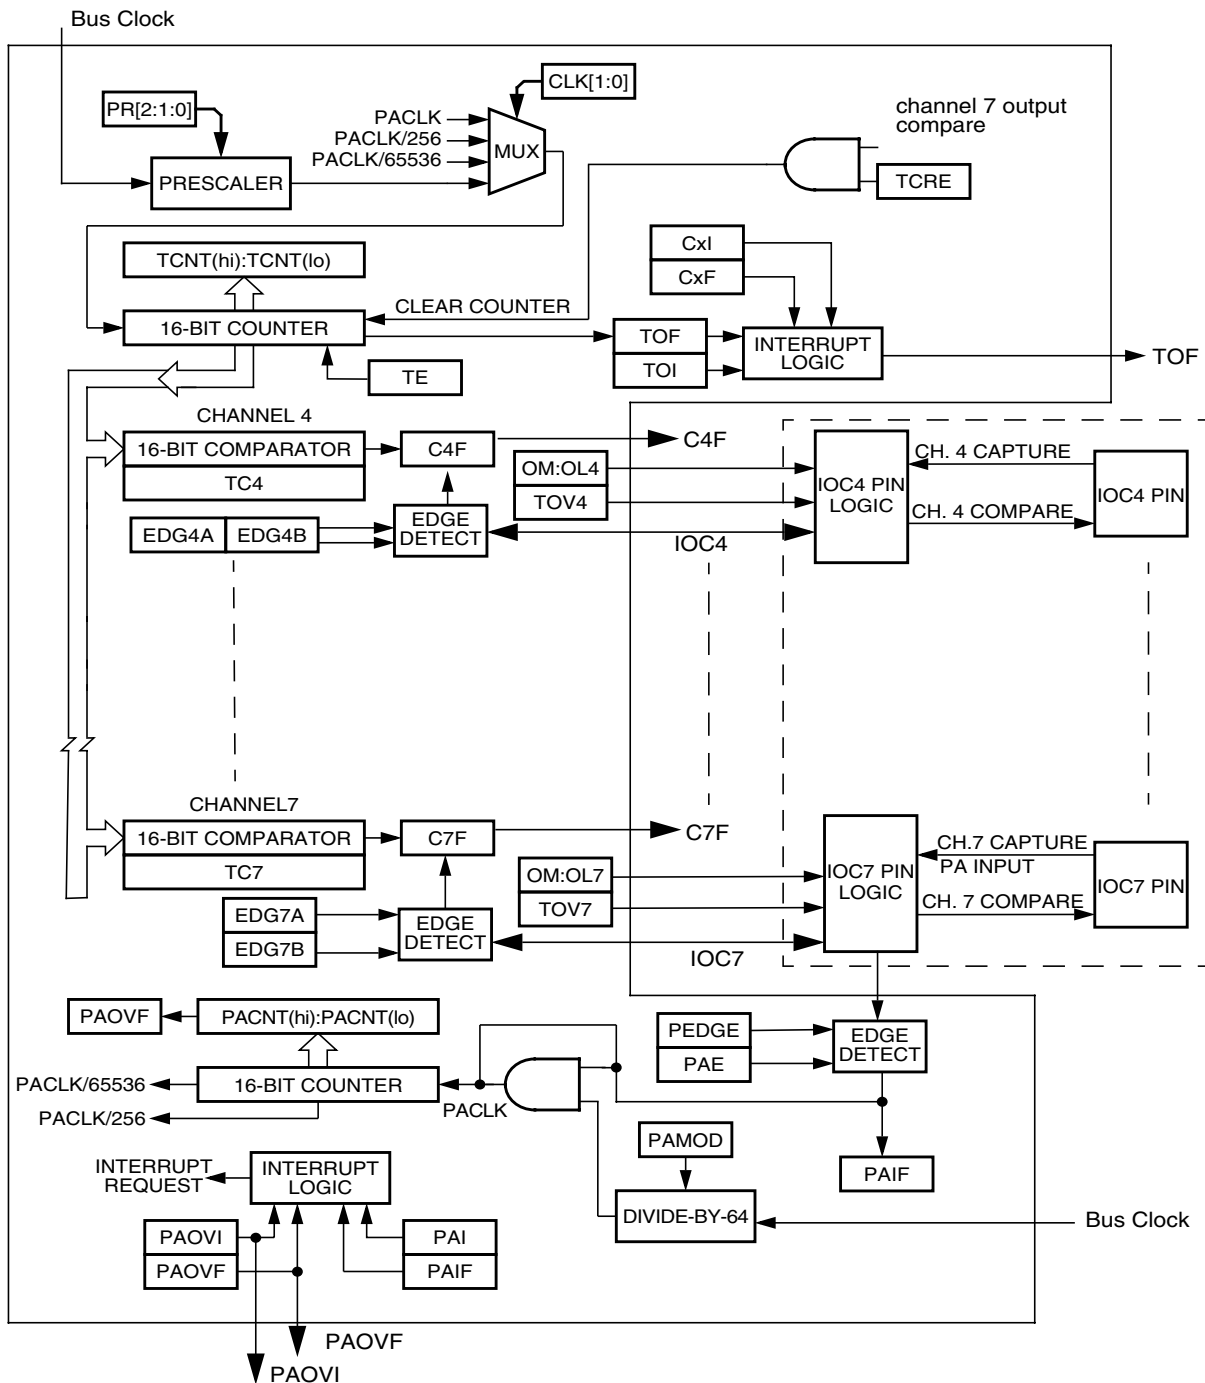 Bus Clock
PR[2:1:0]
CLK[1:0]
PACLK
PACLK/256
PACLK/65536
MUX
PRESCALER
channel 7 output
compare
TCRE
TCNT(hi):TCNT(lo)
CxI
CxF
CLEAR COUNTER
16-BIT COUNTER
TOF
TOI
INTERRUPT
LOGIC
TOF
TE
CHANNEL 4
16-BIT COMPARATOR
TC4
C4F
C4F
OM:OL4
TOV4
IOC4 PIN
LOGIC
CH. 4 CAPTURE
CH. 4 COMPARE
IOC4 PIN
EDG4A
EDG4B
EDGE
DETECT
IOC4
CHANNEL7
16-BIT COMPARATOR
TC7
C7F
C7F
OM:OL7
TOV7
IOC7 PIN
LOGIC
CH.7 CAPTURE
PA INPUT
CH. 7 COMPARE
IOC7 PIN
EDG7A
EDG7B
EDGE
DETECT
IOC7
PAOVF
PACNT(hi):PACNT(lo)
PEDGE
PAE
EDGE
DETECT
PACLK/65536
16-BIT COUNTER
PACLK
PACLK/256
PAMOD
PAIF
INTERRUPT
REQUEST
INTERRUPT
LOGIC
DIVIDE-BY-64
Bus Clock
PAOVI
PAOVF
PAI
PAIF
PAOVF
PAOVI